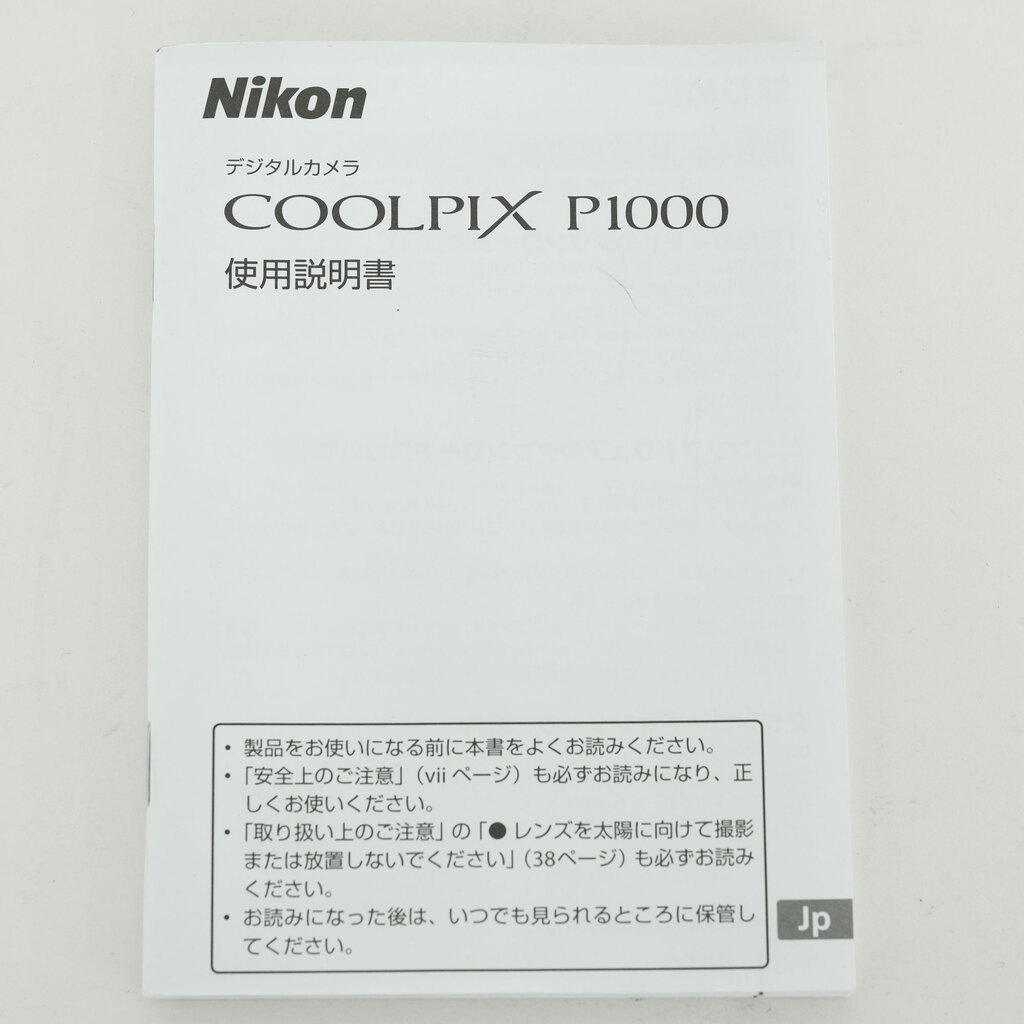 Nikon
デジタルカメラ
COOLPIX P1000
使用説明書
• 製品をお使いになる前に本書をよくお読みください。
• 「安全上のご注意」（vii ページ）も必ずお読みになり、正
しくお使いください。
• 「取り扱い上のご注意」の「● レンズを太陽に向けて撮影
または放置しないでください」（38ページ）も必ずお読み
ください。
• お読みになった後は、いつでも見られるところに保管し
てください。
Jp